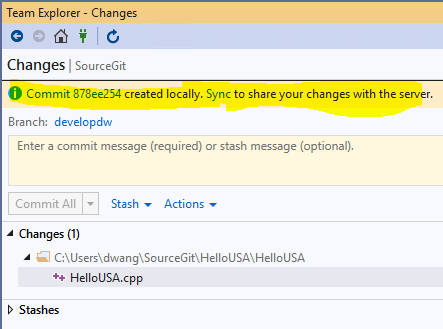 Team Explorer - Changes
Changes | SourceGit
Commit 878ee254 created locally. Sync to share your changes with the server.
Branch: developdw
Enter a commit message (required) or stash message (optional).
Commit All Stash Actions
Changes (1)
C:\Users\dwang\SourceGit\HelloUSA\HelloUSA
HelloUSA.cpp
Stashes